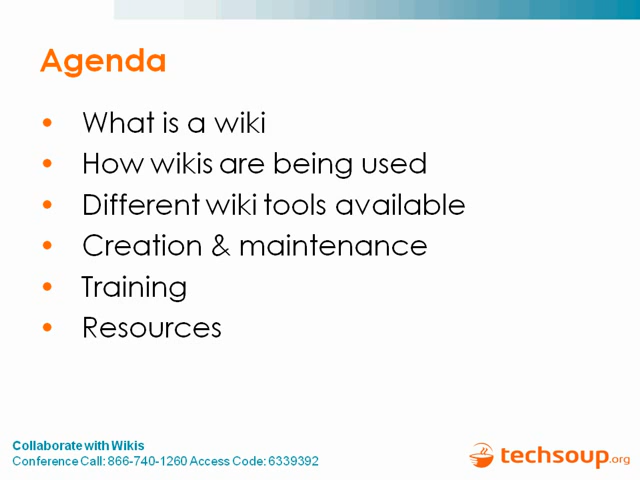 Agenda
• What is a wiki
• How wikis are being used
• Different wiki tools available
• Creation & maintenance
• Training
• Resources
Collaborate with Wikis
Conference Call: 866-740-1260 Access Code: 6339392
techsoup.org